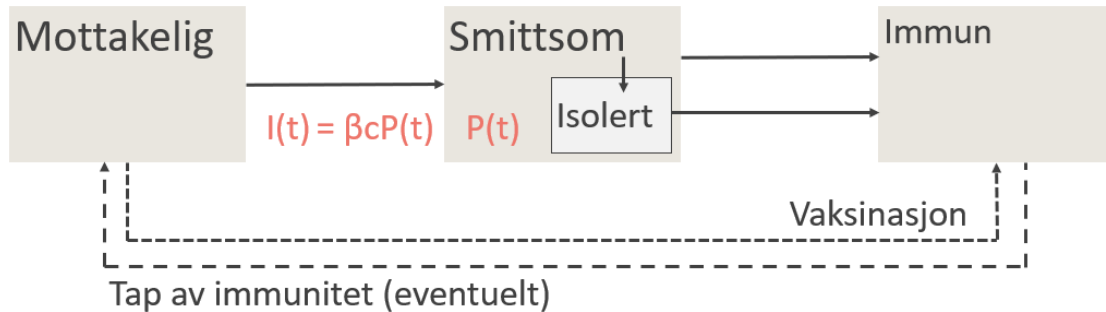 Mottakelig
Smittsom
Immun
Isolert
I(t) = βcP(t)
P(t)
Vaksinasjon
Tap av immunitet (eventuelt)